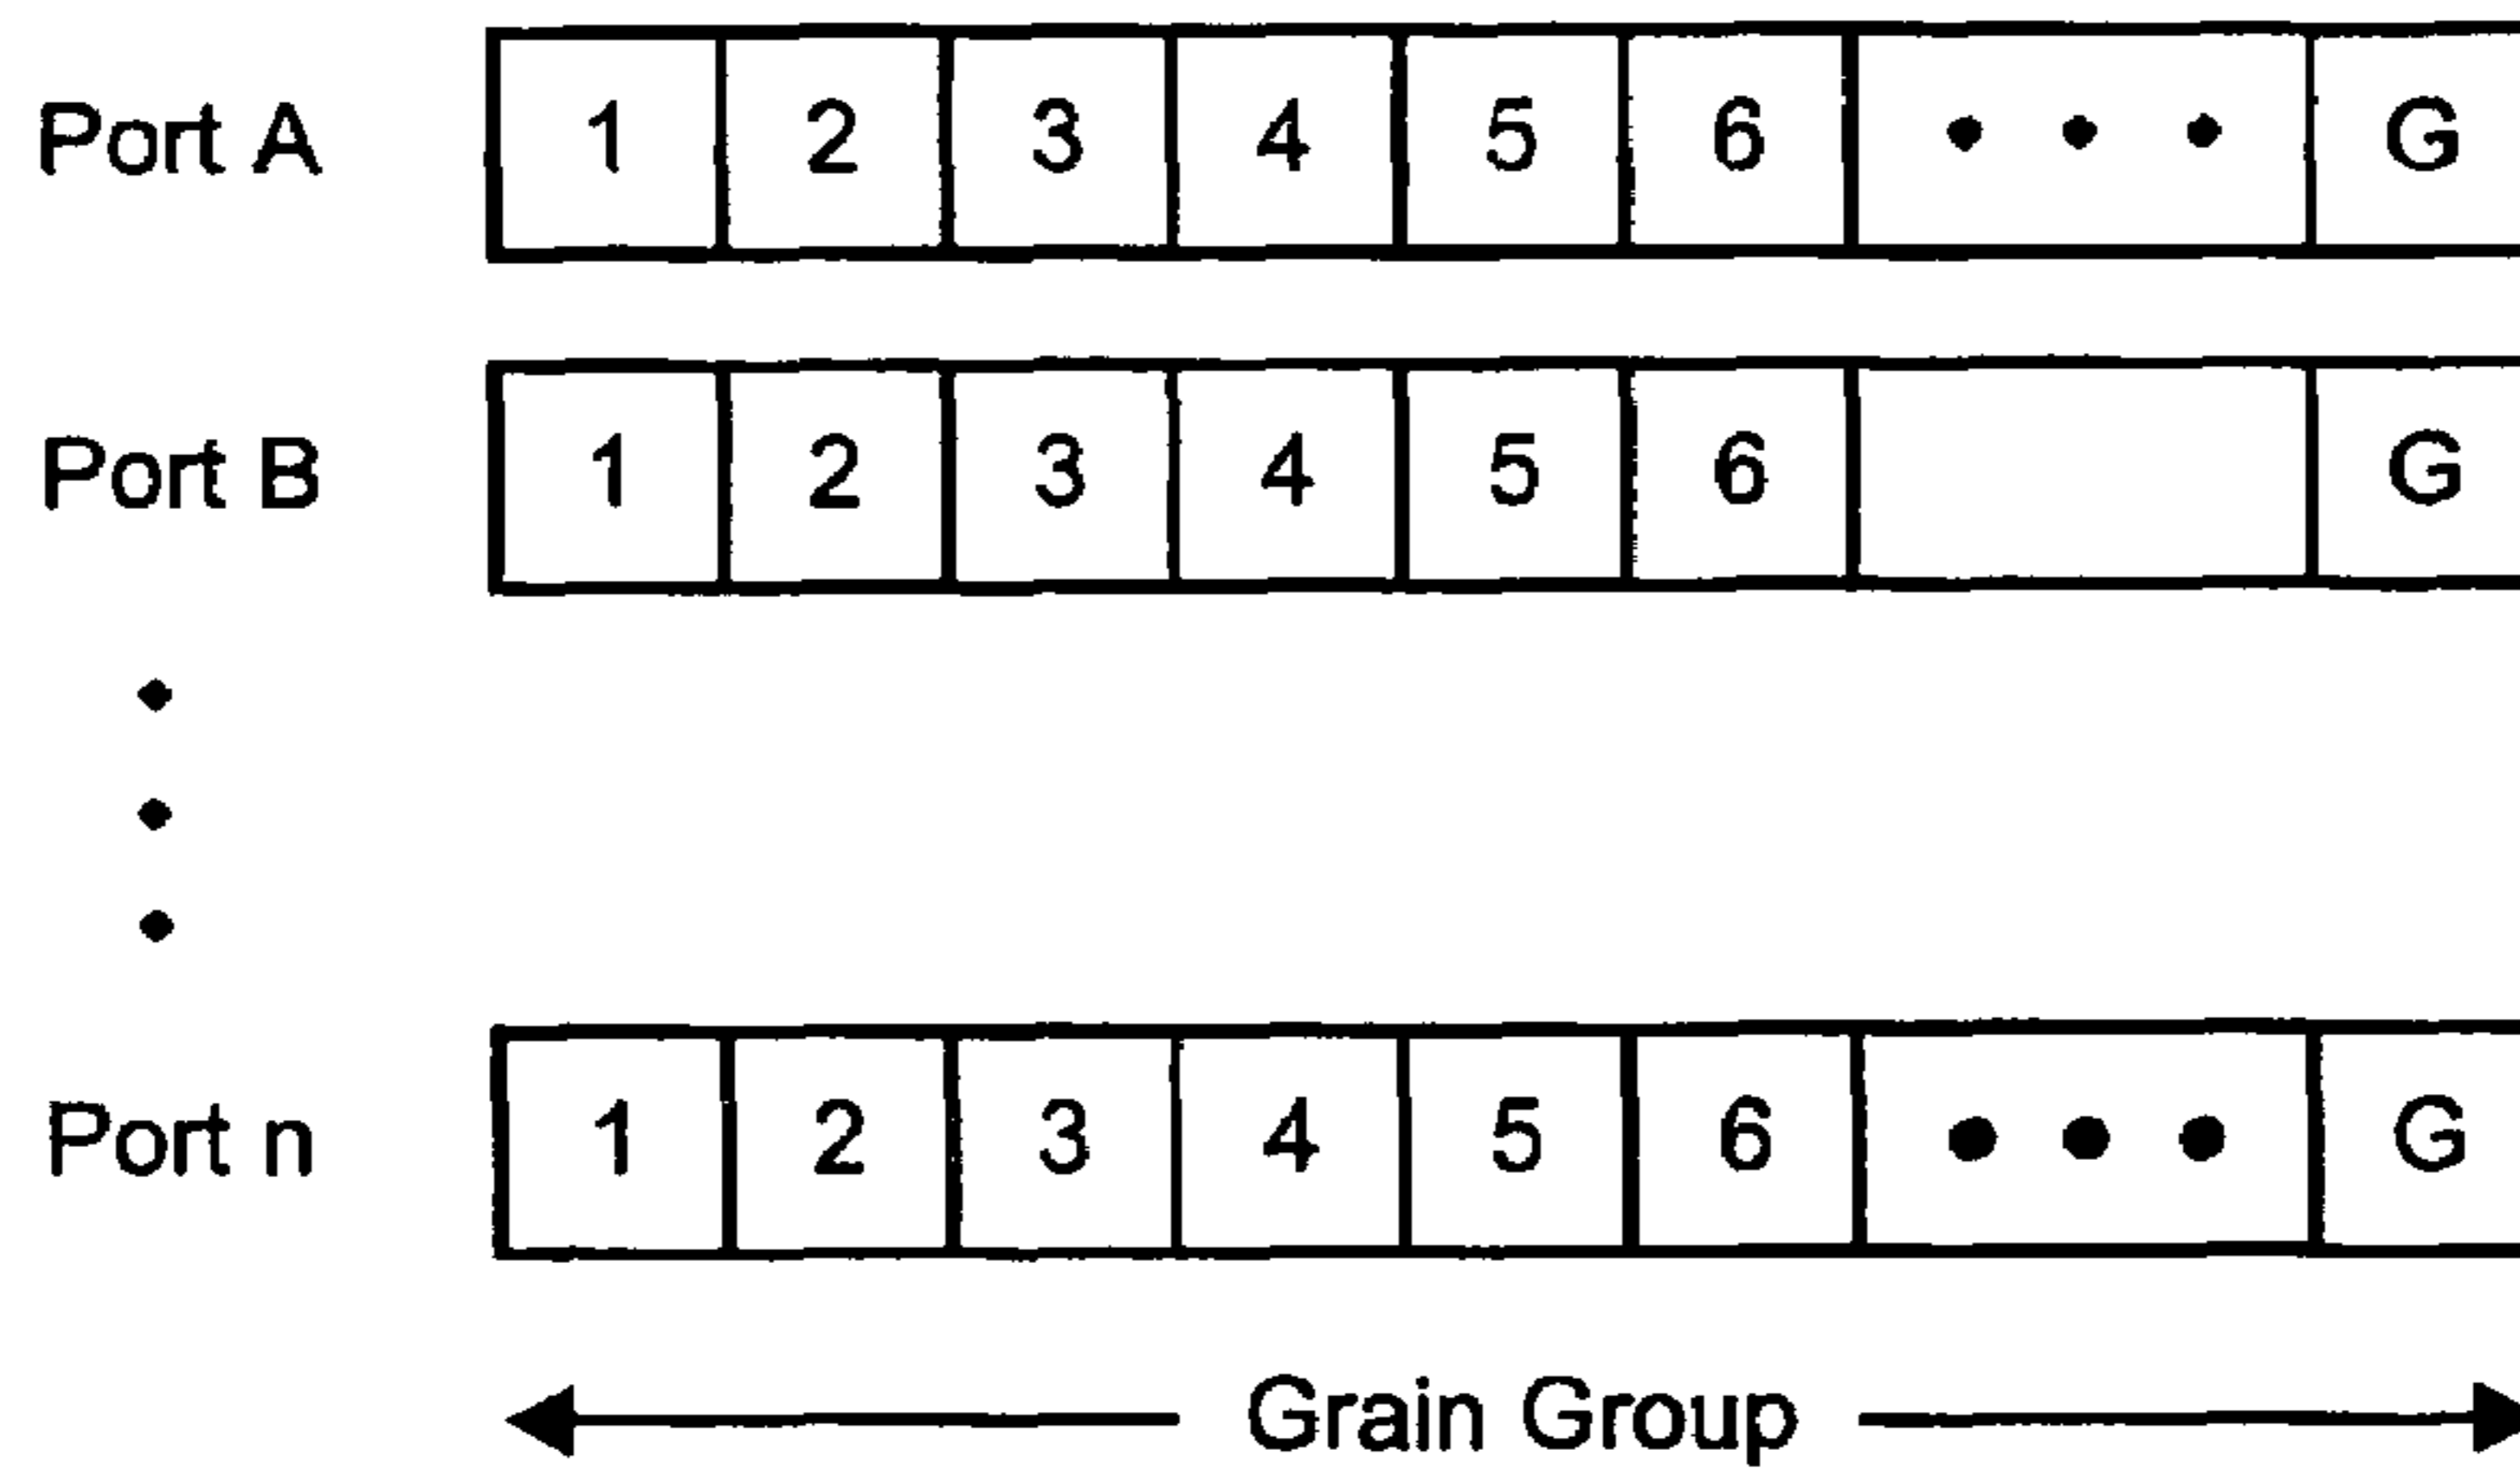 Port A 1 2 3 4 5 6 • • • G
Port B 1 2 3 4 5 6 G
Port n 1 2 3 4 5 6 • • • G
Grain Group